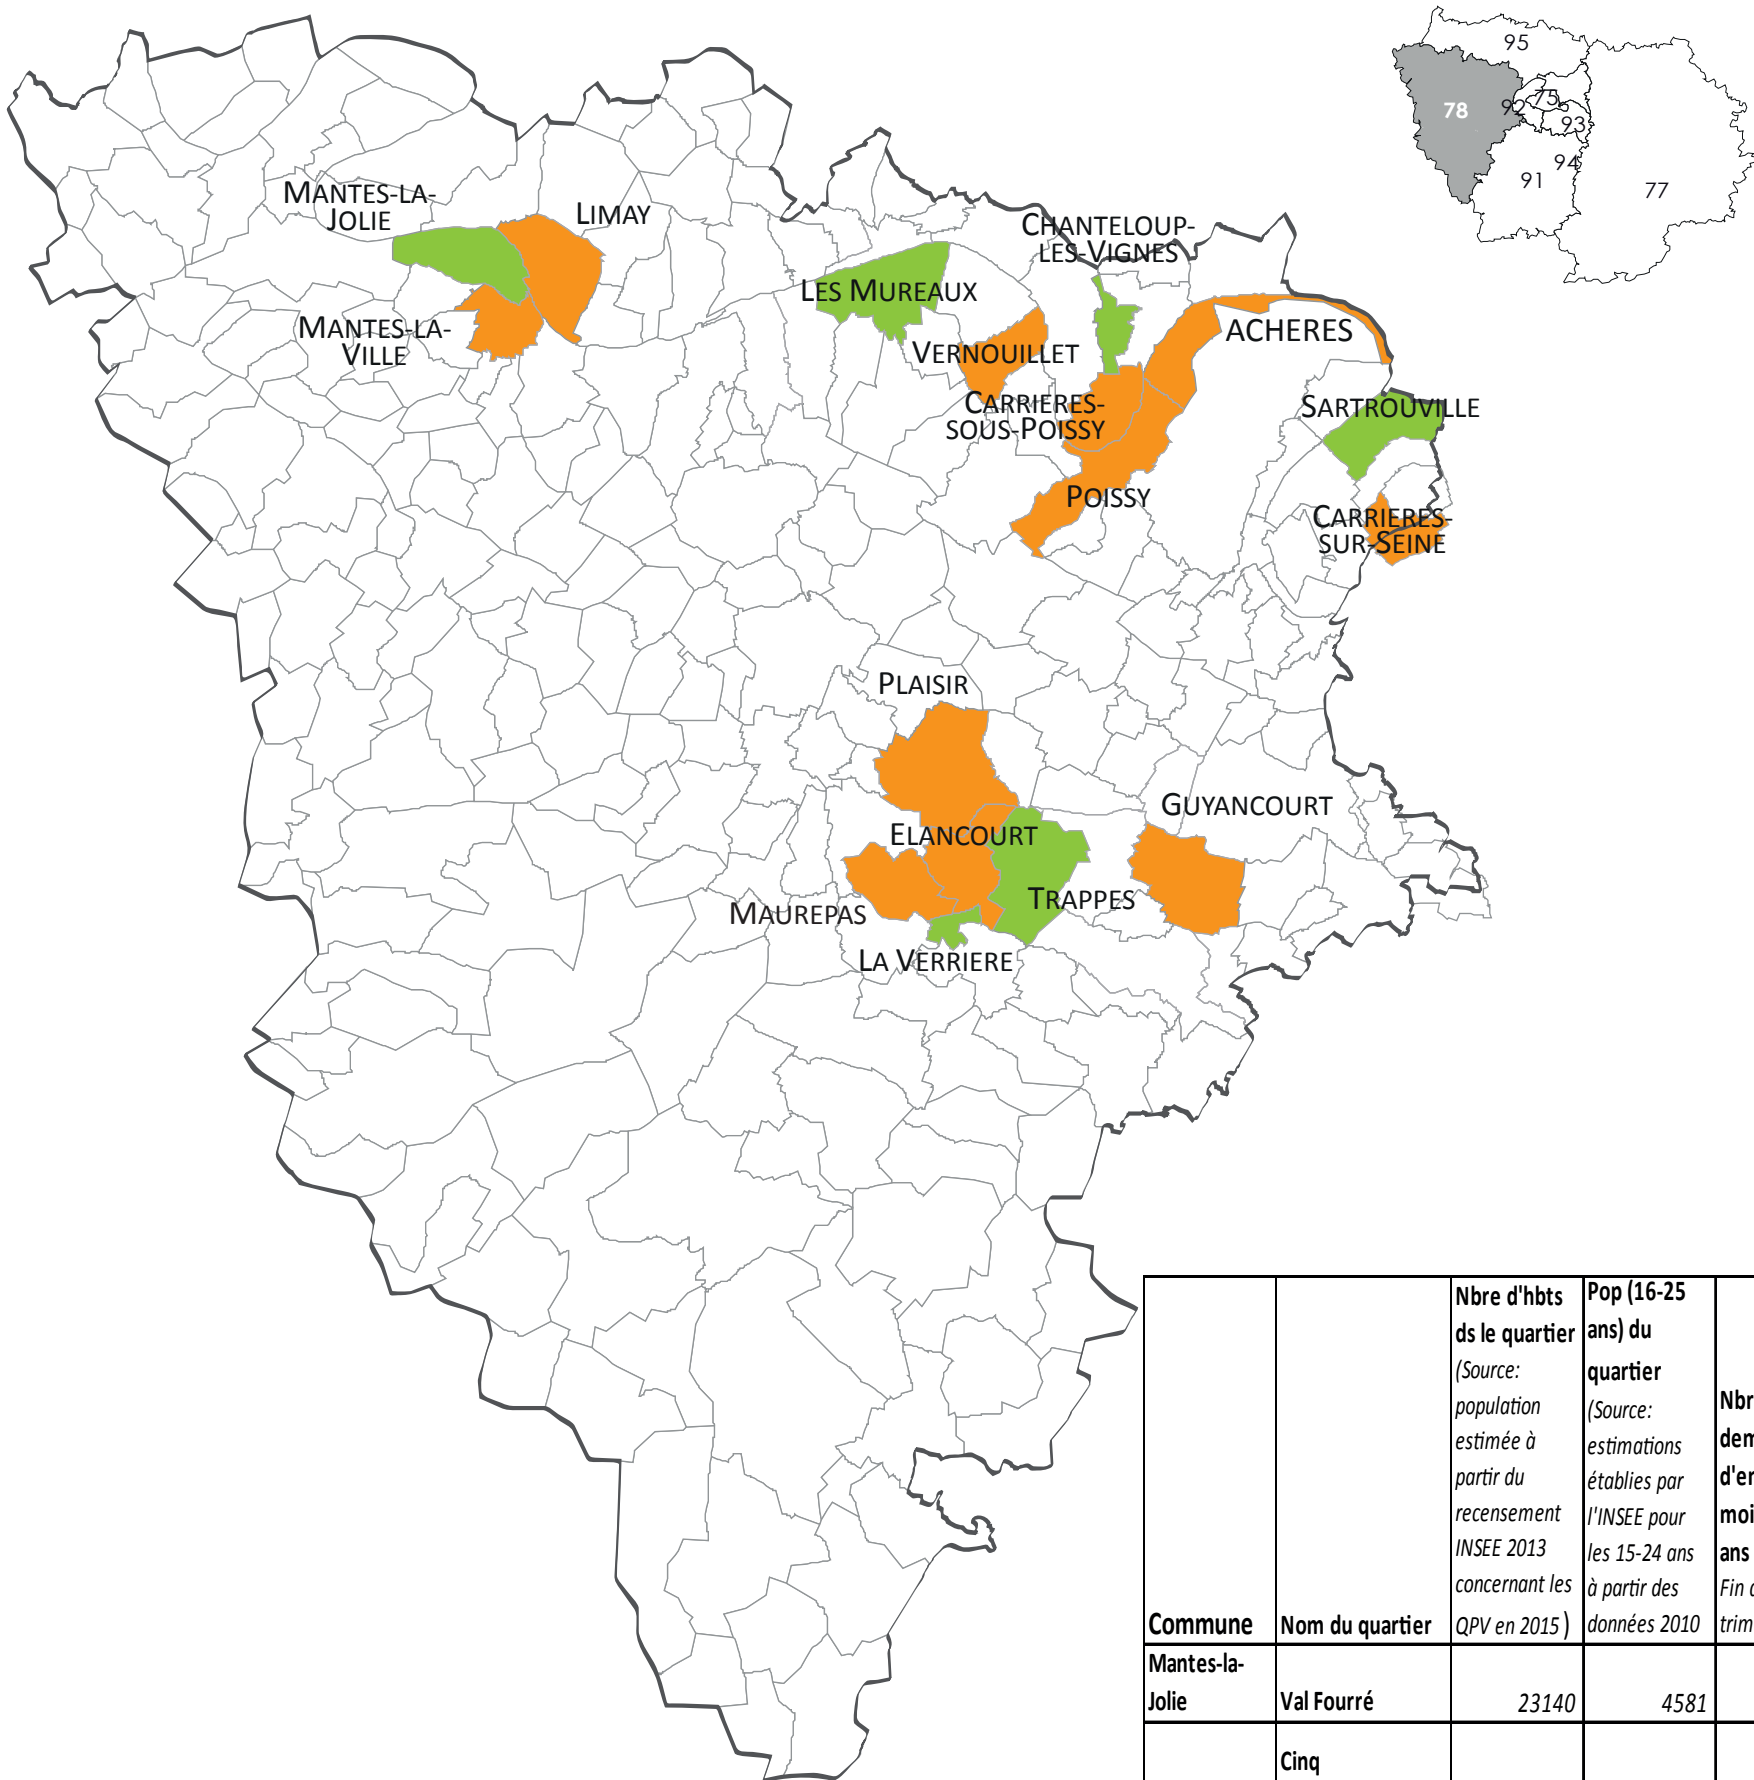 95
78
92
75
93
94
91
77
MANTES-LA-
JOLIE
LIMAY
MANTES-LA-
VILLE
LES MUREAUX
CHANTELOUP-
LES-VIGNES
VERNOUILLET
ACHERES
CARRIERES-
SOUS-POISSY
POISSY
SARTROUVILLE
CARRIERES-
SUR-SEINE
PLAISIR
ELANCOURT
GUYANCOURT
TRAPPES
MAUREPAS
LA VERRIERE
Commune
Nom du quartier
Nbre d'hbts
ds le quartier
(Source:
population
estimée à
partir du
recensement
INSEE 2013
concernant les
QPV en 2015)
Pop (16-25
ans) du
quartier
(Source:
estimations
établies par
l'INSEE pour
les 15-24 ans
à partir des
données 2010
ans
Fin
Mantes-la-
Jolie
Val Fourré
23140
4581
Cinq